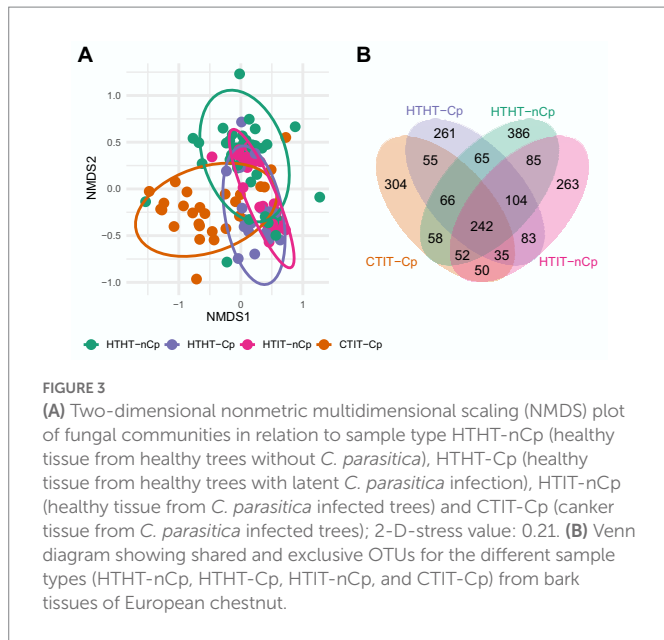 A
B
NMDS2
1.0
0.5
0.0
−0.5
−1.0
−1
0
1
NMDS1
HTHT−nCp HTHT−Cp HTIT−nCp CTIT−Cp
HTHT−Cp
HTHT−nCp
261
386
55
65
85
304
263
66
104
242
58
83
52
35
CTIT−Cp
50
HTIT−nCp
FIGURE 3
(A) Two-dimensional nonmetric multidimensional scaling (NMDS) plot
of fungal communities in relation to sample type HTHT-nCp (healthy
tissue from healthy trees without C. parasitica), HTHT-Cp (healthy
tissue from healthy trees with latent C. parasitica infection), HTIT-nCp
(healthy tissue from C. parasitica infected trees) and CTIT-Cp (canker
tissue from C. parasitica infected trees); 2-D-stress value: 0.21. (B) Venn
diagram showing shared and exclusive OTUs for the different sample
types (HTHT-nCp, HTHT-Cp, HTIT-nCp, and CTIT-Cp) from bark
tissues of European chestnut.